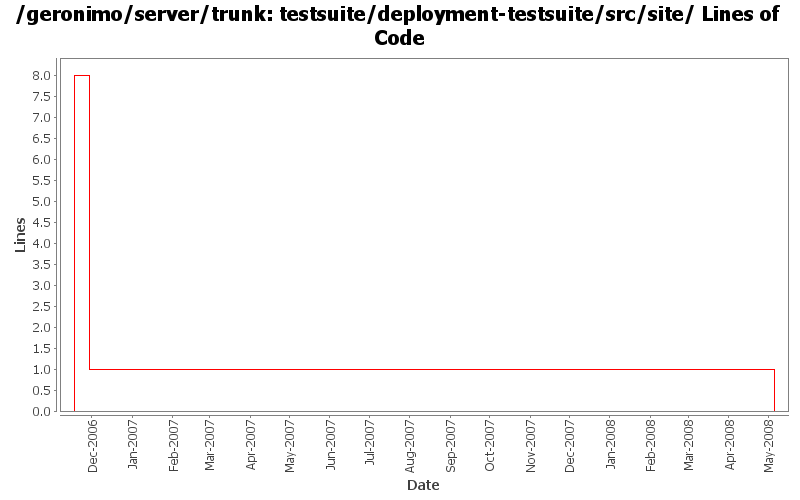 /geronimo/server/trunk: testsuite/deployment-testsuite/src/site/ Lines of
Code
8.0
7.5
7.0
6.5
6.0
5.5
5.0
4.5
4.0
3.5
3.0
2.5
2.0
1.5
1.0
0.5
0.0
Lines
Dec-2006
Jan-2007
Feb-2007
Mar-2007
Apr-2007
May-2007
Jun-2007
Jul-2007
Aug-2007
Sep-2007
Oct-2007
Nov-2007
Dec-2007
Jan-2008
Feb-2008
Mar-2008
Apr-2008
May-2008
Date